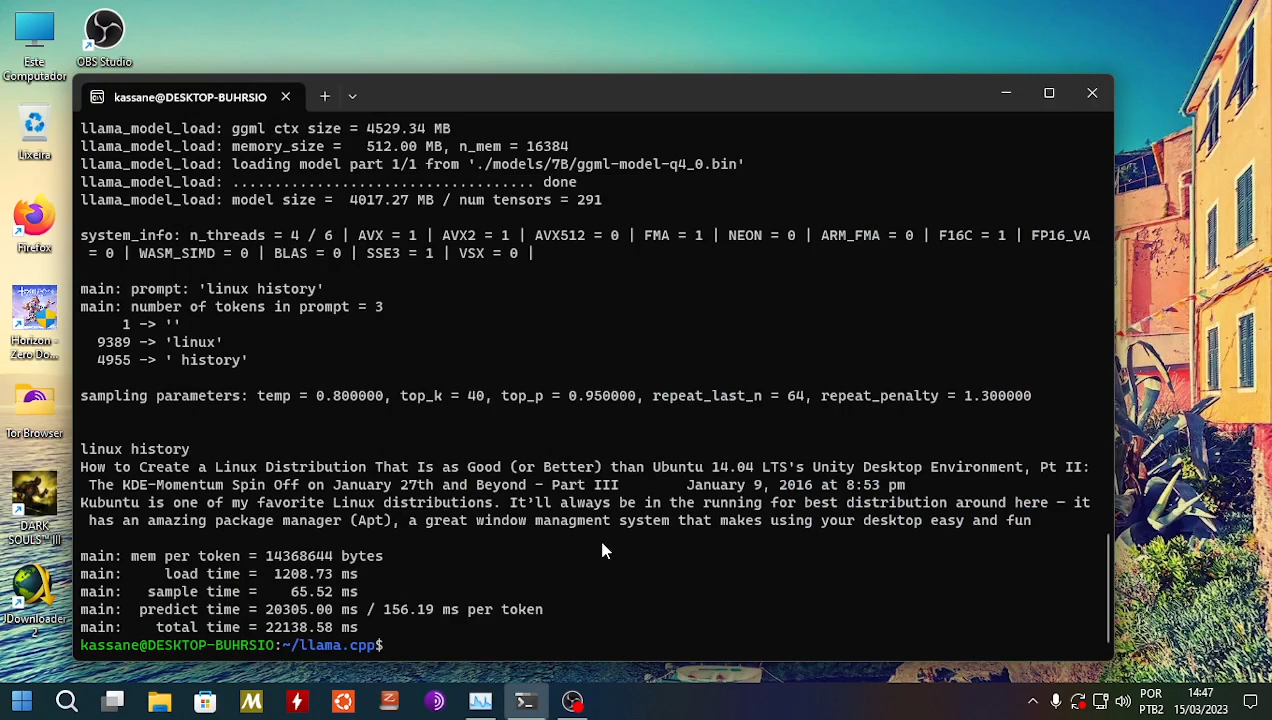 Este
Computador
OBS Studio
Lixeira
Firefox
Horizon -
Zero Do...
Tor Browser
DARK
SOULS™ III
JDownloader
2
kassane@DESKTOP-BUHRSIO
llama_model_load: ggml ctx size = 4529.34 MB
llama_model_load: memory_size =   512.00 MB, n_mem = 16384
llama_model_load: loading model part 1/1 from './models/7B/ggml-model-q4_0.bin'
llama_model_load: .................................... done
llama_model_load: model size =  4017.27 MB / num tensors = 291
system_info: n_threads = 4 / 6 | AVX = 1 | AVX2 = 1 | AVX512 = 0 | FMA = 1 | NEON = 0 | ARM_FMA = 0 | F16C = 1 | FP16_VA
= 0 | WASM_SIMD = 0 | BLAS = 0 | SSE3 = 1 | VSX = 0 |
main: prompt: 'linux history'
main: number of tokens in prompt = 3
1 -> ''
9389 -> 'linux'
4955 -> ' history'
sampling parameters: temp = 0.800000, top_k = 40, top_p = 0.950000, repeat_last_n = 64, repeat_penalty = 1.300000
linux history
How to Create a Linux Distribution That Is as Good (or Better) than Ubuntu 14.04 LTS's Unity Desktop Environment, Pt II:
The KDE-Momentum Spin Off on January 27th and Beyond - Part III        January 9, 2016 at 8:53 pm
Kubuntu is one of my favorite Linux distributions. It’ll always be in the running for best distribution around here – it
has an amazing package manager (Apt), a great window managment system that makes using your desktop easy and fun
main: mem per token = 14368644 bytes
main:     load time =  1208.73 ms
main:   sample time =    65.52 ms
main:  predict time = 20305.00 ms / 156.19 ms per token
main:    total time = 22138.58 ms
kassane@DESKTOP-BUHRSIO:~/llama.cpp$
POR
PTB2
14:47
15/03/2023